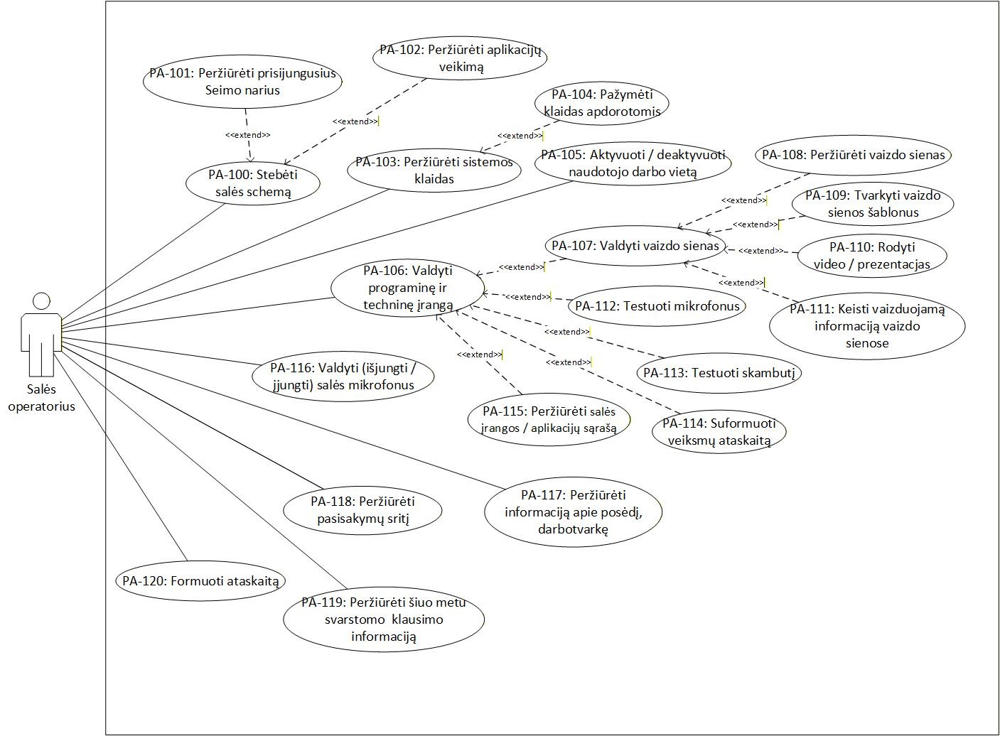 PA-102: Peržiūrėti aplikacijų
veikimą
PA-101: Peržiūrėti prisijungusius
Seimo narius
PA-104: Pažymėti
klaidas apdorotomis
<<extend>>
<<extend>>
<<extend>>
PA-103: Peržiūrėti sistemos
klaidas
PA-105: Aktyvuoti / deaktyvuoti
naudotojo darbo vietą
PA-108: Peržiūrėti vaizdo sienas
PA-100: Stebėti
salės schemą
<<extend>>
PA-109: Tvarkyti vaizdo
sienos šablonus
<<extend>>
PA-107: Valdyti vaizdo sienas
<<extend>>
PA-110: Rodyti
video / prezentacjas
<<extend>>
PA-106: Valdyti
programinę ir
techninę įrangą
<<extend>>
<<extend>>
PA-112: Testuoti mikrofonus
PA-111: Keisti vaizduojamą
informaciją vaizdo
sienose
<<extend>>
<<extend>>
<<extend>>
PA-113: Testuoti skambutį
PA-116: Valdyti (išjungti /
įjungti) salės mikrofonus
Salės
operatorius
PA-115: Peržiūrėti salės
įrangos / aplikacijų sąrašą
PA-114: Suformuoti
veiksmų ataskaitą
PA-118: Peržiūrėti
pasisakymų sritį
PA-117: Peržiūrėti
informaciją apie posėdį,
darbotvarkę
PA-120: Formuoti ataskaitą
PA-119: Peržiūrėti šiuo metu
svarstomo  klausimo
informaciją